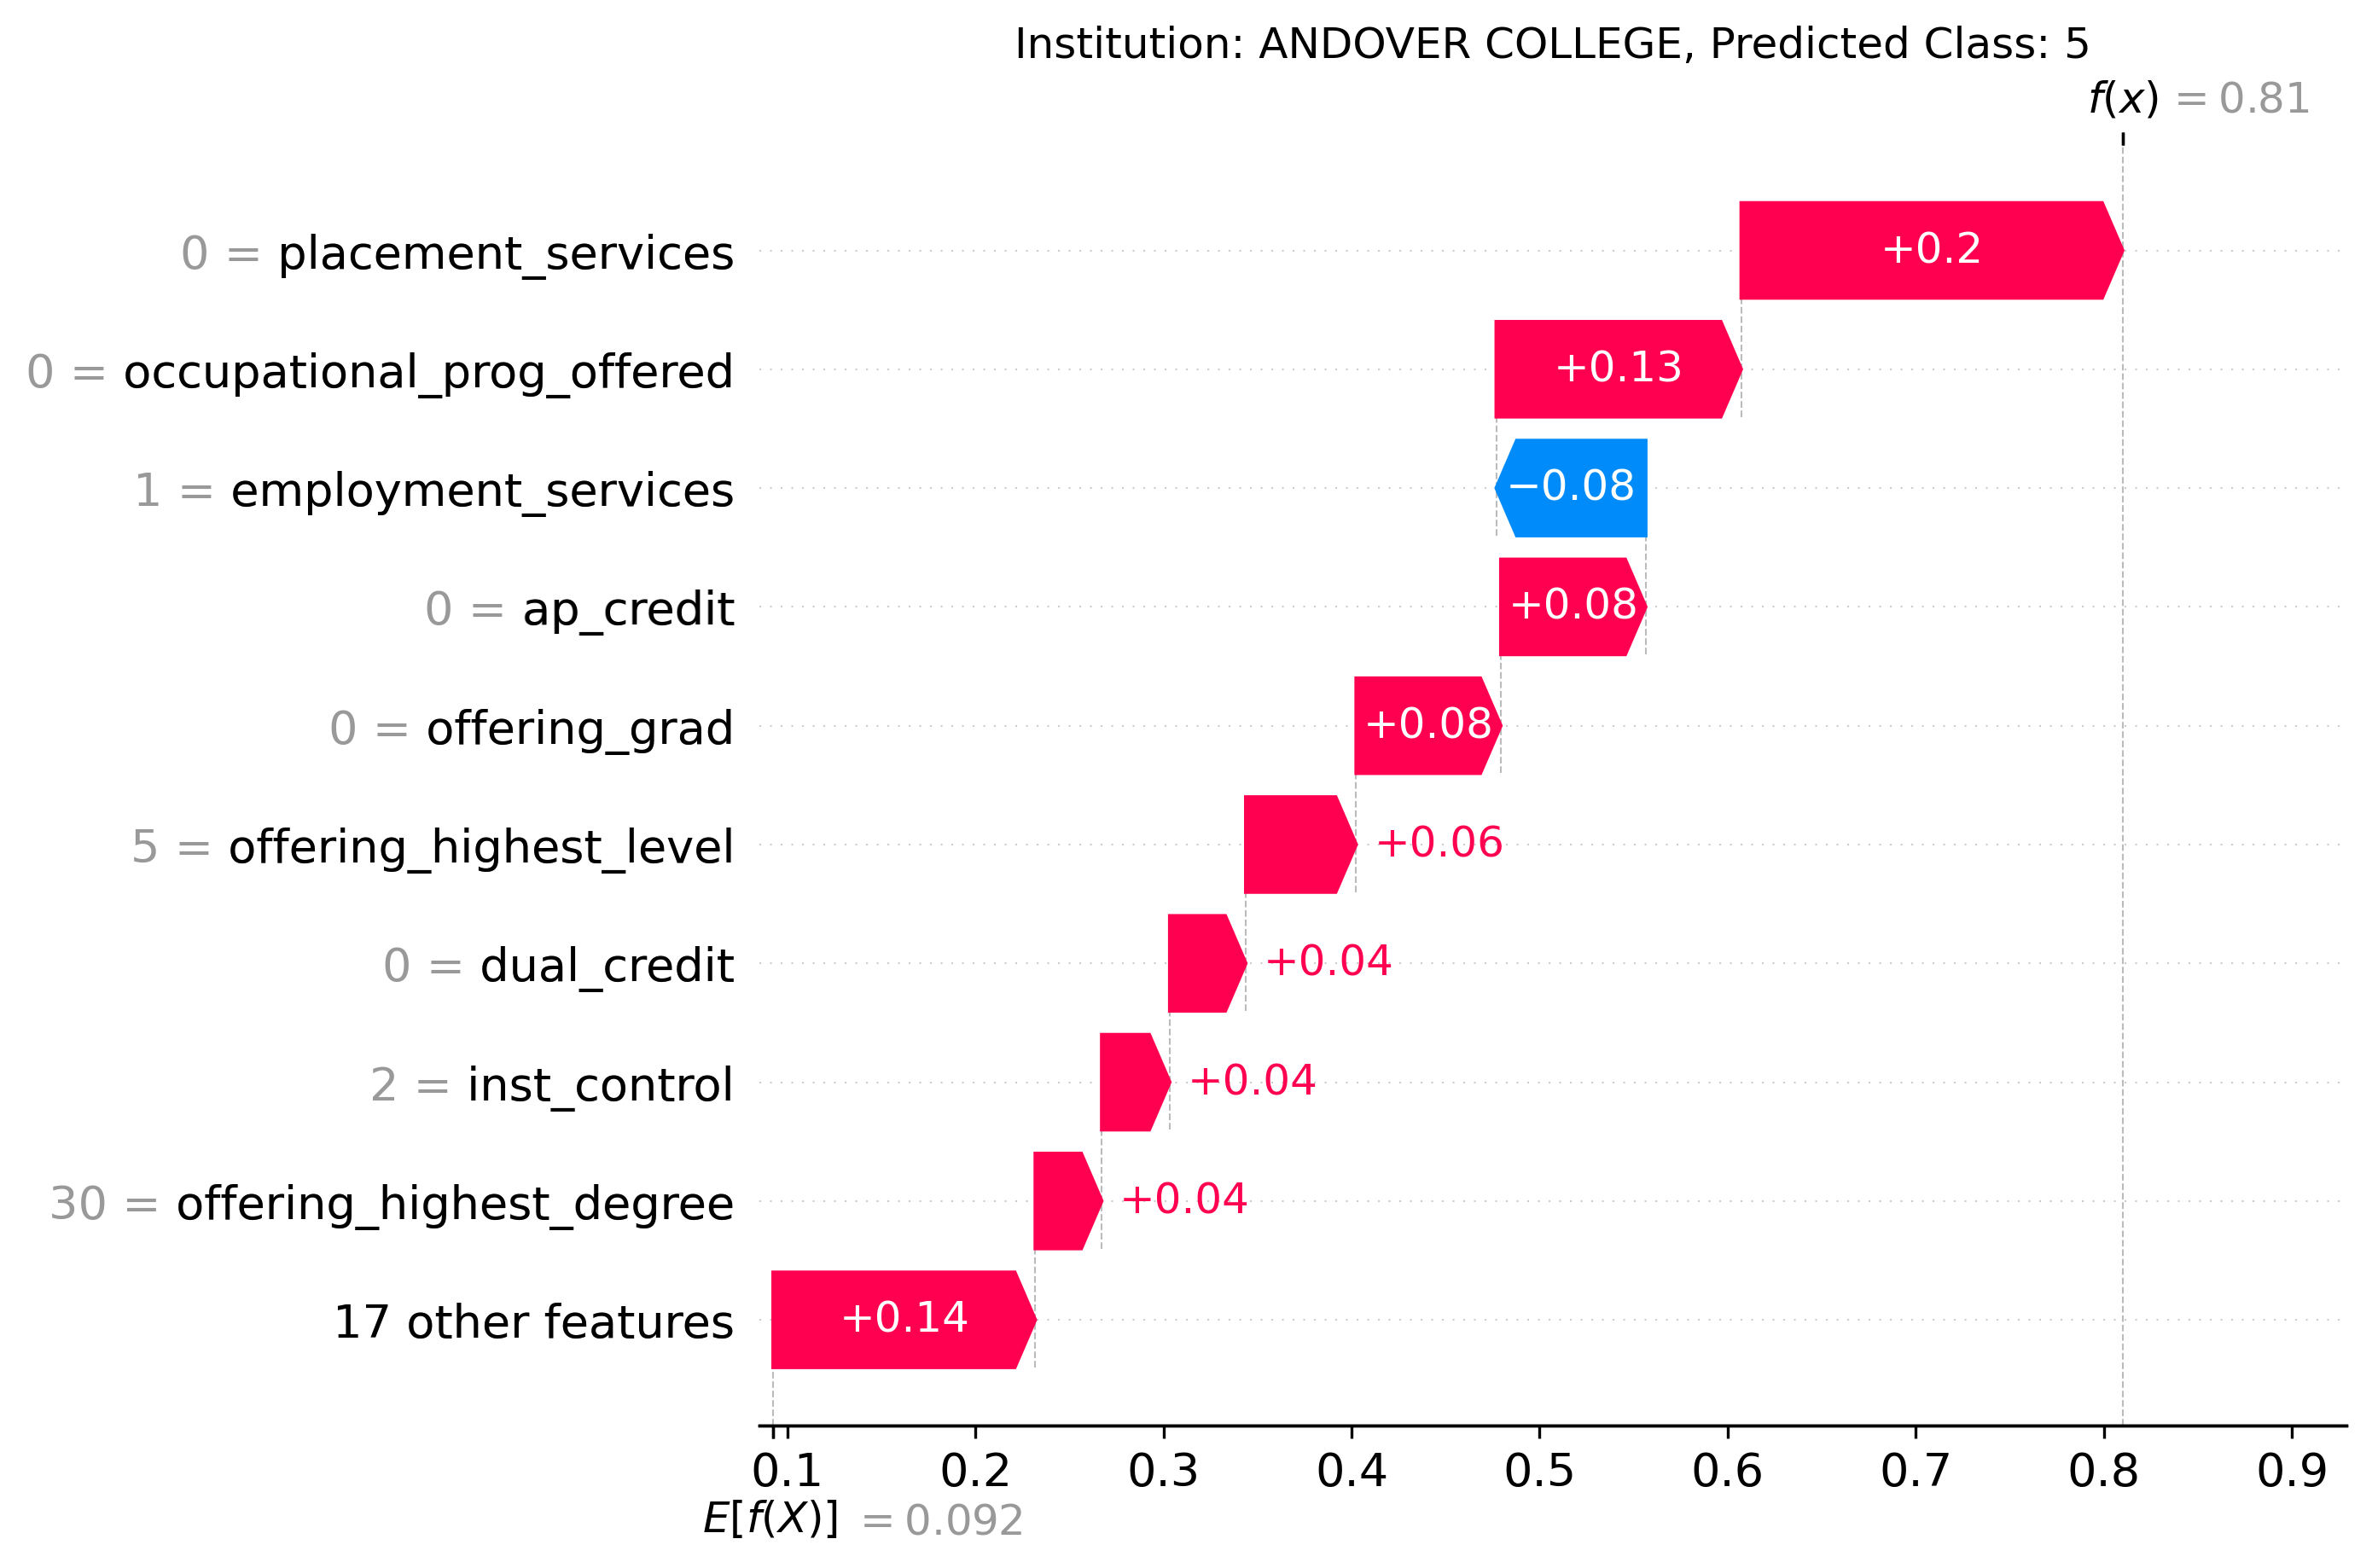 Institution: ANDOVER COLLEGE, Predicted Class: 5
f(x) = 0.81
0 = placement_services +0.2
0 = occupational_prog_offered +0.13
1 = employment_services −0.08
0 = ap_credit +0.08
0 = offering_grad +0.08
5 = offering_highest_level +0.06
0 = dual_credit +0.04
2 = inst_control +0.04
30 = offering_highest_degree +0.04
17 other features +0.14
0.1 0.2 0.3 0.4 0.5 0.6 0.7 0.8 0.9
E[f(X)] = 0.092